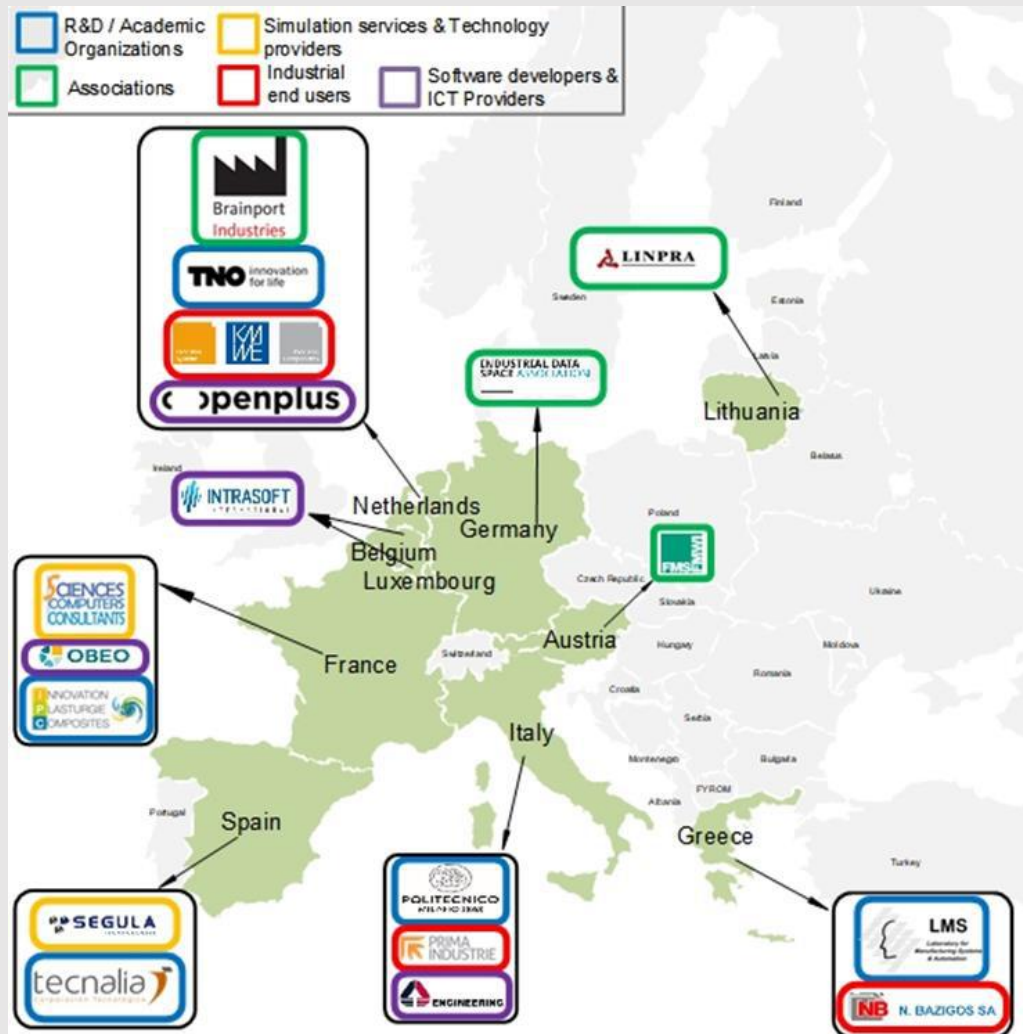 R&D / Academic
Organizations
Simulation services & Technology
providers
Associations
Industrial
end users
Software developers &
ICT Providers
Brainport
Industries
TNO innovation
for life
KMWE
openplus
LINPRA
INDUSTRIAL DATA
SPACE ASSOCIATION
INTRASOFT
INTERNATIONAL
FMS
SCIENCES
COMPUTERS
CONSULTANTS
OBEO
INNOVATION
PLASTURGIE
COMPOSITES
SEGULA
tecnalia
Corporación Tecnológica
POLITECNICO
PRIMA
INDUSTRIE
ENGINEERING
LMS
Laboratory for
Manufacturing Systems
& Automation
NB N. BAZIGOS SA
Finland
Sweden
Estonia
Latvia
Lithuania
Belarus
Ireland
Netherlands
Germany
Poland
Belgium
Luxembourg
Czech Republic
Ukraine
Slovakia
Austria
France
Switzerland
Hungary
Moldova
Croatia
Romania
Italy
Serbia
Montenegro
Bulgaria
FYROM
Albania
Portugal
Spain
Greece
Turkey